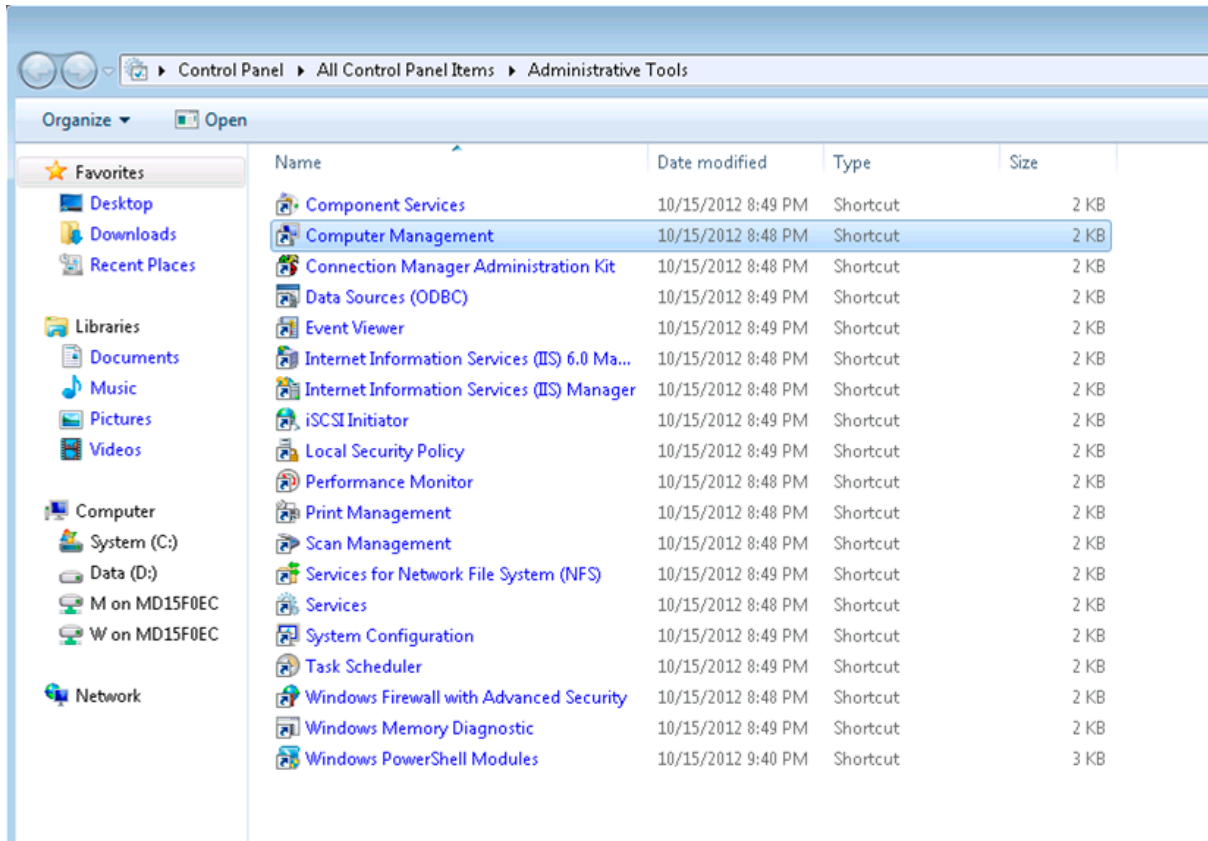 Control Panel ▸ All Control Panel Items ▸ Administrative Tools
Organize ▾ Open
Favorites
Desktop
Downloads
Recent Places
Libraries
Documents
Music
Pictures
Videos
Computer
System (C:)
Data (D:)
M on MD15F0EC
W on MD15F0EC
Network
Name Date modified Type Size
Component Services 10/15/2012 8:49 PM Shortcut 2 KB
Computer Management 10/15/2012 8:48 PM Shortcut 2 KB
Connection Manager Administration Kit 10/15/2012 8:48 PM Shortcut 2 KB
Data Sources (ODBC) 10/15/2012 8:49 PM Shortcut 2 KB
Event Viewer 10/15/2012 8:49 PM Shortcut 2 KB
Internet Information Services (IIS) 6.0 Ma... 10/15/2012 8:48 PM Shortcut 2 KB
Internet Information Services (IIS) Manager 10/15/2012 8:48 PM Shortcut 2 KB
iSCSI Initiator 10/15/2012 8:49 PM Shortcut 2 KB
Local Security Policy 10/15/2012 8:49 PM Shortcut 2 KB
Performance Monitor 10/15/2012 8:48 PM Shortcut 2 KB
Print Management 10/15/2012 8:48 PM Shortcut 2 KB
Scan Management 10/15/2012 8:48 PM Shortcut 2 KB
Services for Network File System (NFS) 10/15/2012 8:49 PM Shortcut 2 KB
Services 10/15/2012 8:48 PM Shortcut 2 KB
System Configuration 10/15/2012 8:49 PM Shortcut 2 KB
Task Scheduler 10/15/2012 8:49 PM Shortcut 2 KB
Windows Firewall with Advanced Security 10/15/2012 8:48 PM Shortcut 2 KB
Windows Memory Diagnostic 10/15/2012 8:49 PM Shortcut 2 KB
Windows PowerShell Modules 10/15/2012 9:40 PM Shortcut 3 KB